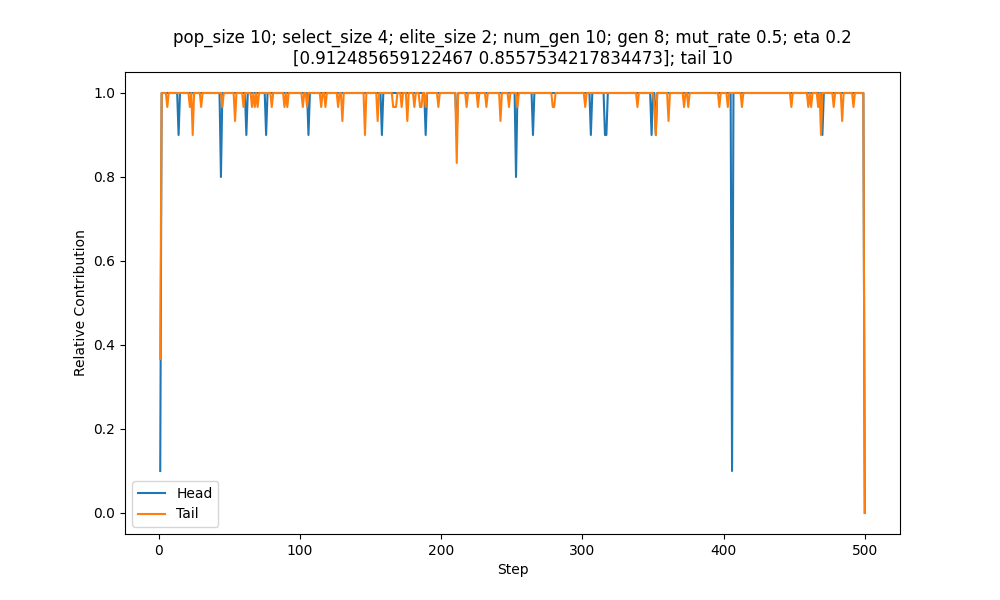 pop_size 10; select_size 4; elite_size 2; num_gen 10; gen 8; mut_rate 0.5; eta 0.2
[0.912485659122467 0.8557534217834473]; tail 10
1.0
0.8
0.6
0.4
0.2
0.0
Relative Contribution
Head
Tail
0
100
200
300
400
500
Step